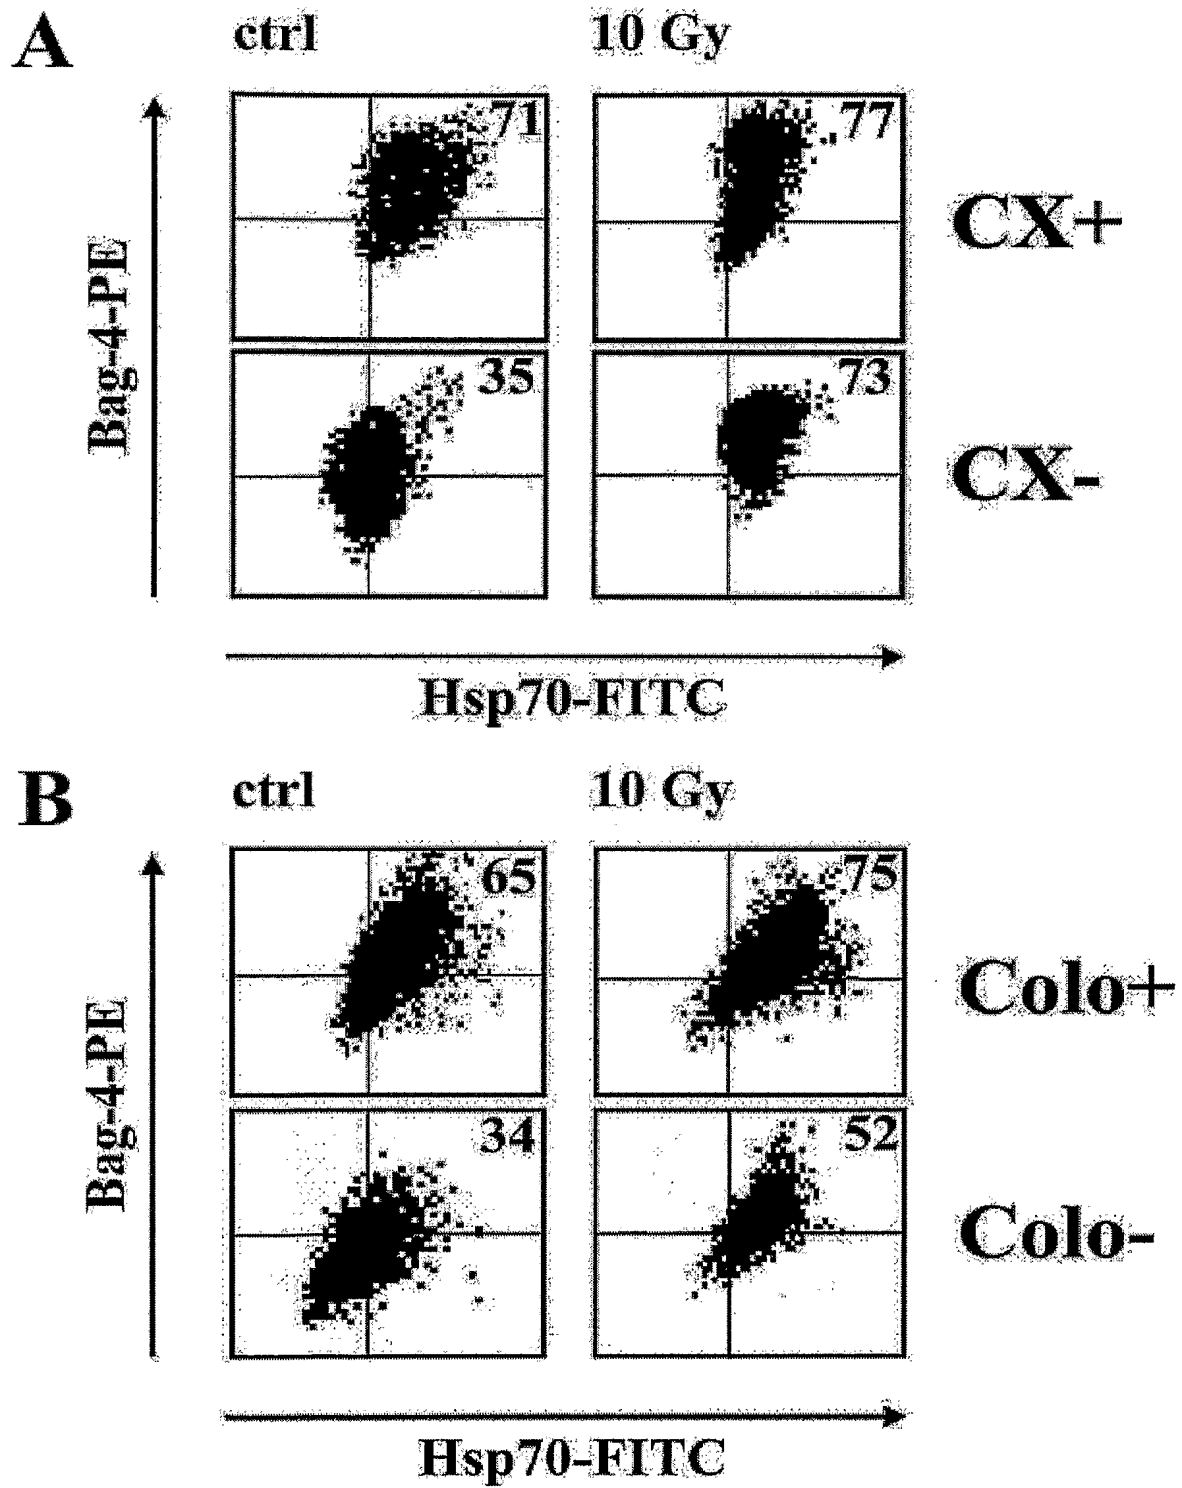 A
ctrl 10 Gy
71 77
CX+
Bag-4-PE
35 73
CX-
Hsp70-FITC
B
ctrl 10 Gy
65 75
Colo+
Bag-4-PE
34 52
Colo-
Hsp70-FITC